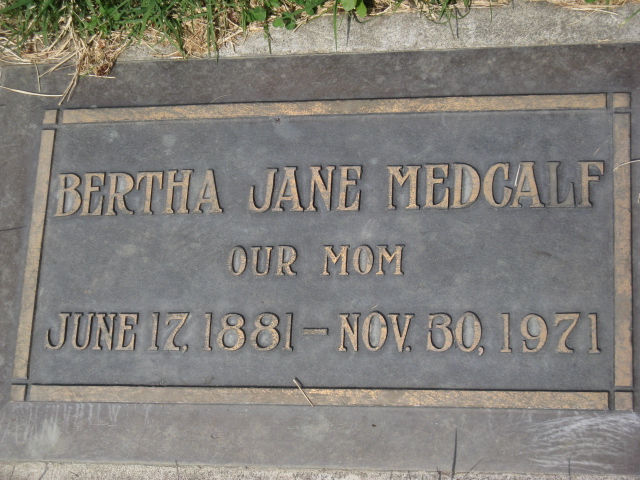 BERTHA JANE MEDCALF
OUR MOM
JUNE 17, 1881 – NOV. 30, 1971